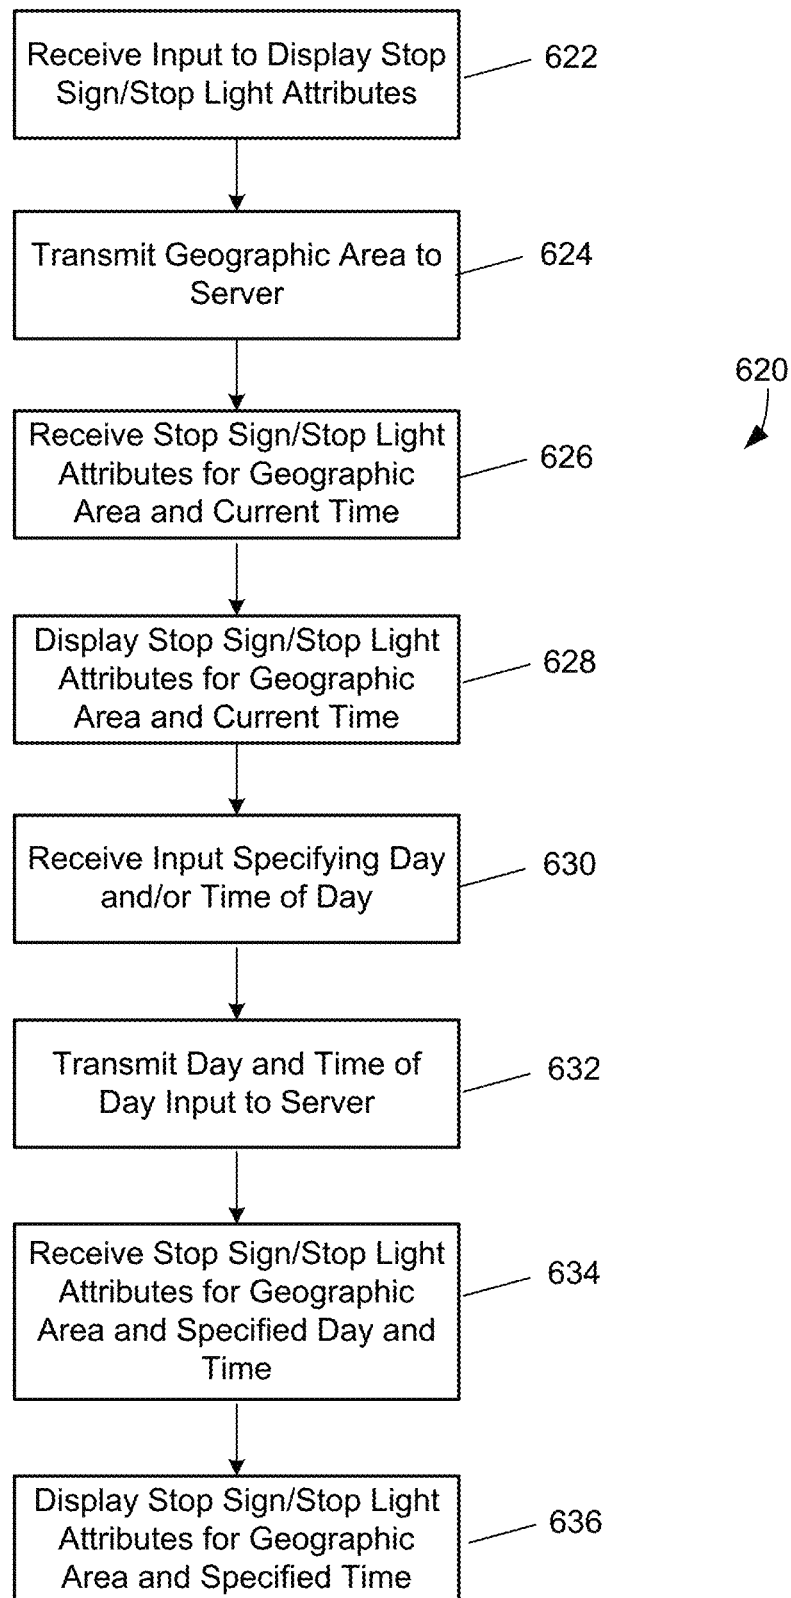 Receive Input to Display Stop
Sign/Stop Light Attributes
622
Transmit Geographic Area to
Server
624
620
Receive Stop Sign/Stop Light
Attributes for Geographic
Area and Current Time
626
Display Stop Sign/Stop Light
Attributes for Geographic
Area and Current Time
628
Receive Input Specifying Day
and/or Time of Day
630
Transmit Day and Time of
Day Input to Server
632
Receive Stop Sign/Stop Light
Attributes for Geographic
Area and Specified Day and
Time
634
Display Stop Sign/Stop Light
Attributes for Geographic
Area and Specified Time
636